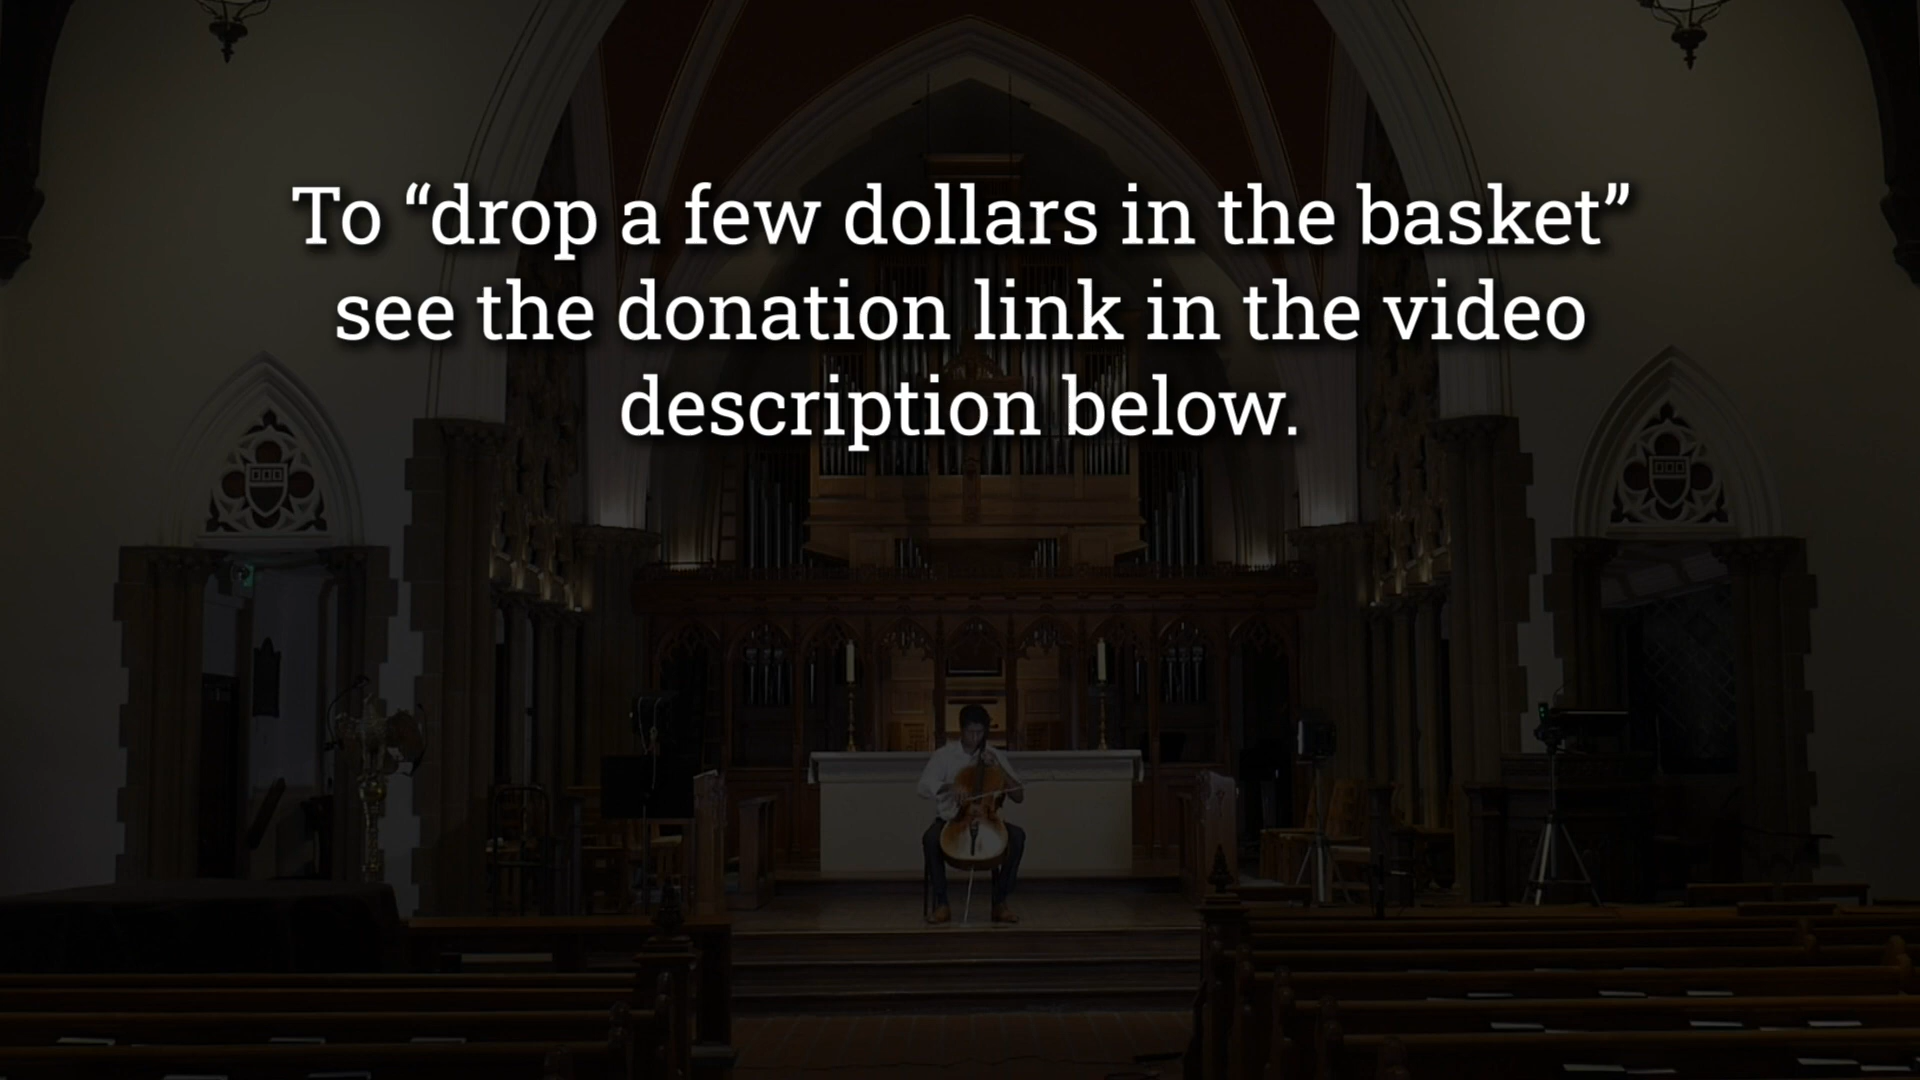 To “drop a few dollars in the basket”
see the donation link in the video
description below.